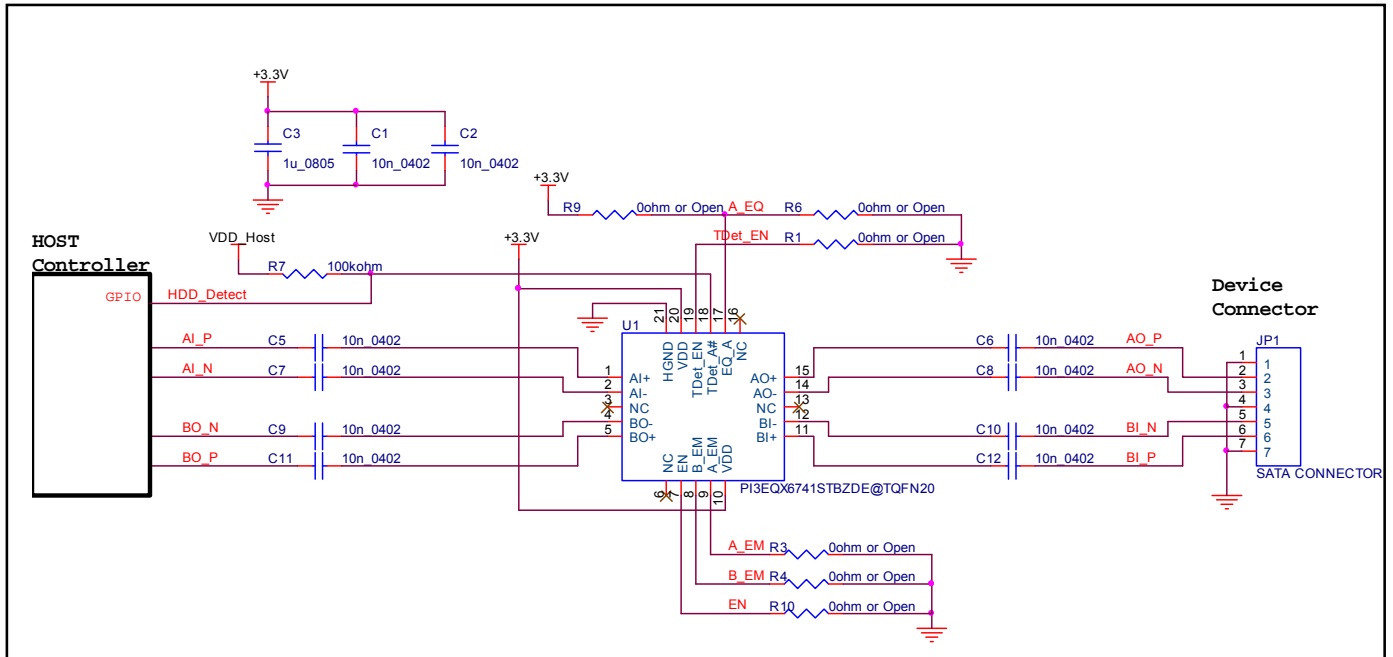 +3.3V
C3
C1
C2
1u_0805
10n_0402
10n_0402
+3.3V
R9
0ohm or Open
A_EQ
R6
0ohm or Open
TDet_EN
R1
0ohm or Open
HOST
Controller
VDD_Host
+3.3V
R7
100kohm
GPIO
HDD_Detect
Device
Connector
U1
21
20
19
18
17
16
HGND
VDD
TDet_EN
TDet_A#
EQ_A
NC
AI_P
C5
10n_0402
AI_N
C7
10n_0402
BO_N
C9
10n_0402
BO_P
C11
10n_0402
1
2
3
4
5
AI+
AI-
NC
BO-
BO+
AO+
AO-
NC
BI-
BI+
15
14
13
12
11
C6
10n_0402
AO_P
C8
10n_0402
AO_N
C10
10n_0402
BI_N
C12
10n_0402
BI_P
JP1
1
2
3
4
5
6
7
1
2
3
4
5
6
7
SATA CONNECTOR
NC
EN
B_EM
A_EM
VDD
6
7
8
9
10
PI3EQX6741STBZDE@TQFN20
A_EM
R3
0ohm or Open
B_EM
R4
0ohm or Open
EN
R10
0ohm or Open